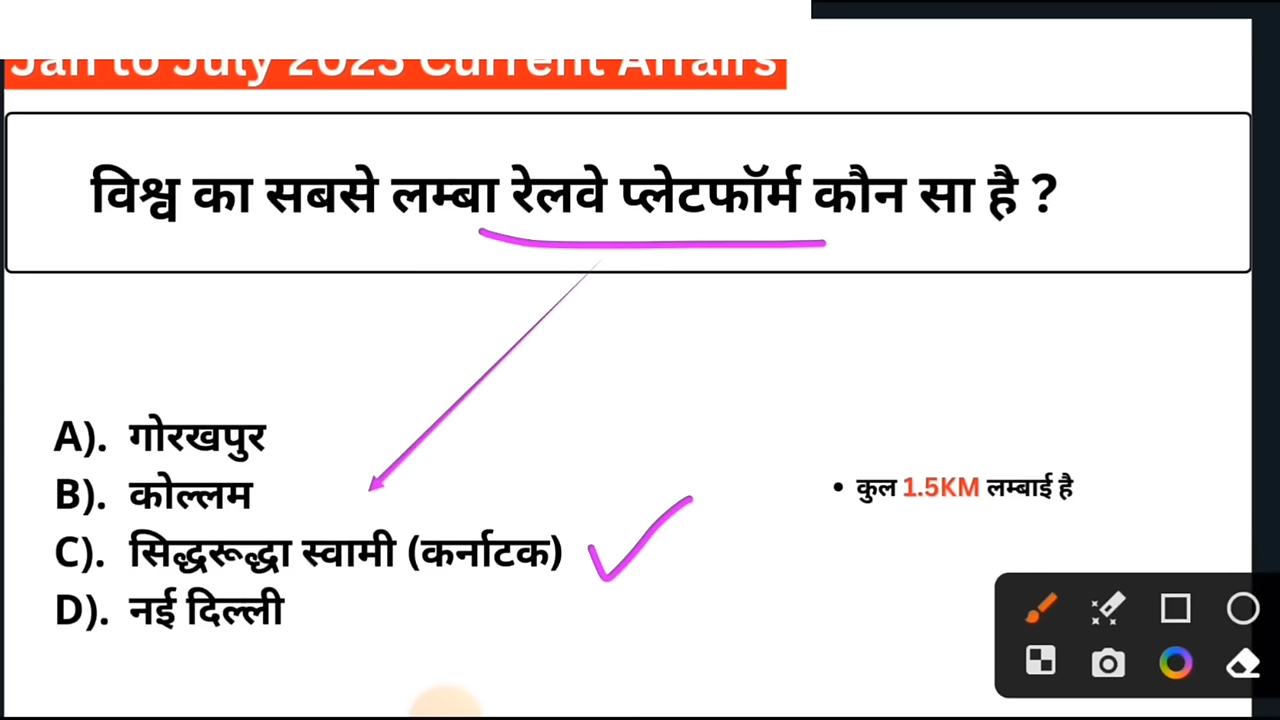 Jan to July 2023 Current Affairs
विश्व का सबसे लम्बा रेलवे प्लेटफॉर्म कौन सा है ?
A). गोरखपुर
B). कोल्लम
C). सिद्धरूद्धा स्वामी (कर्नाटक)
D). नई दिल्ली
• कुल 1.5KM लम्बाई है